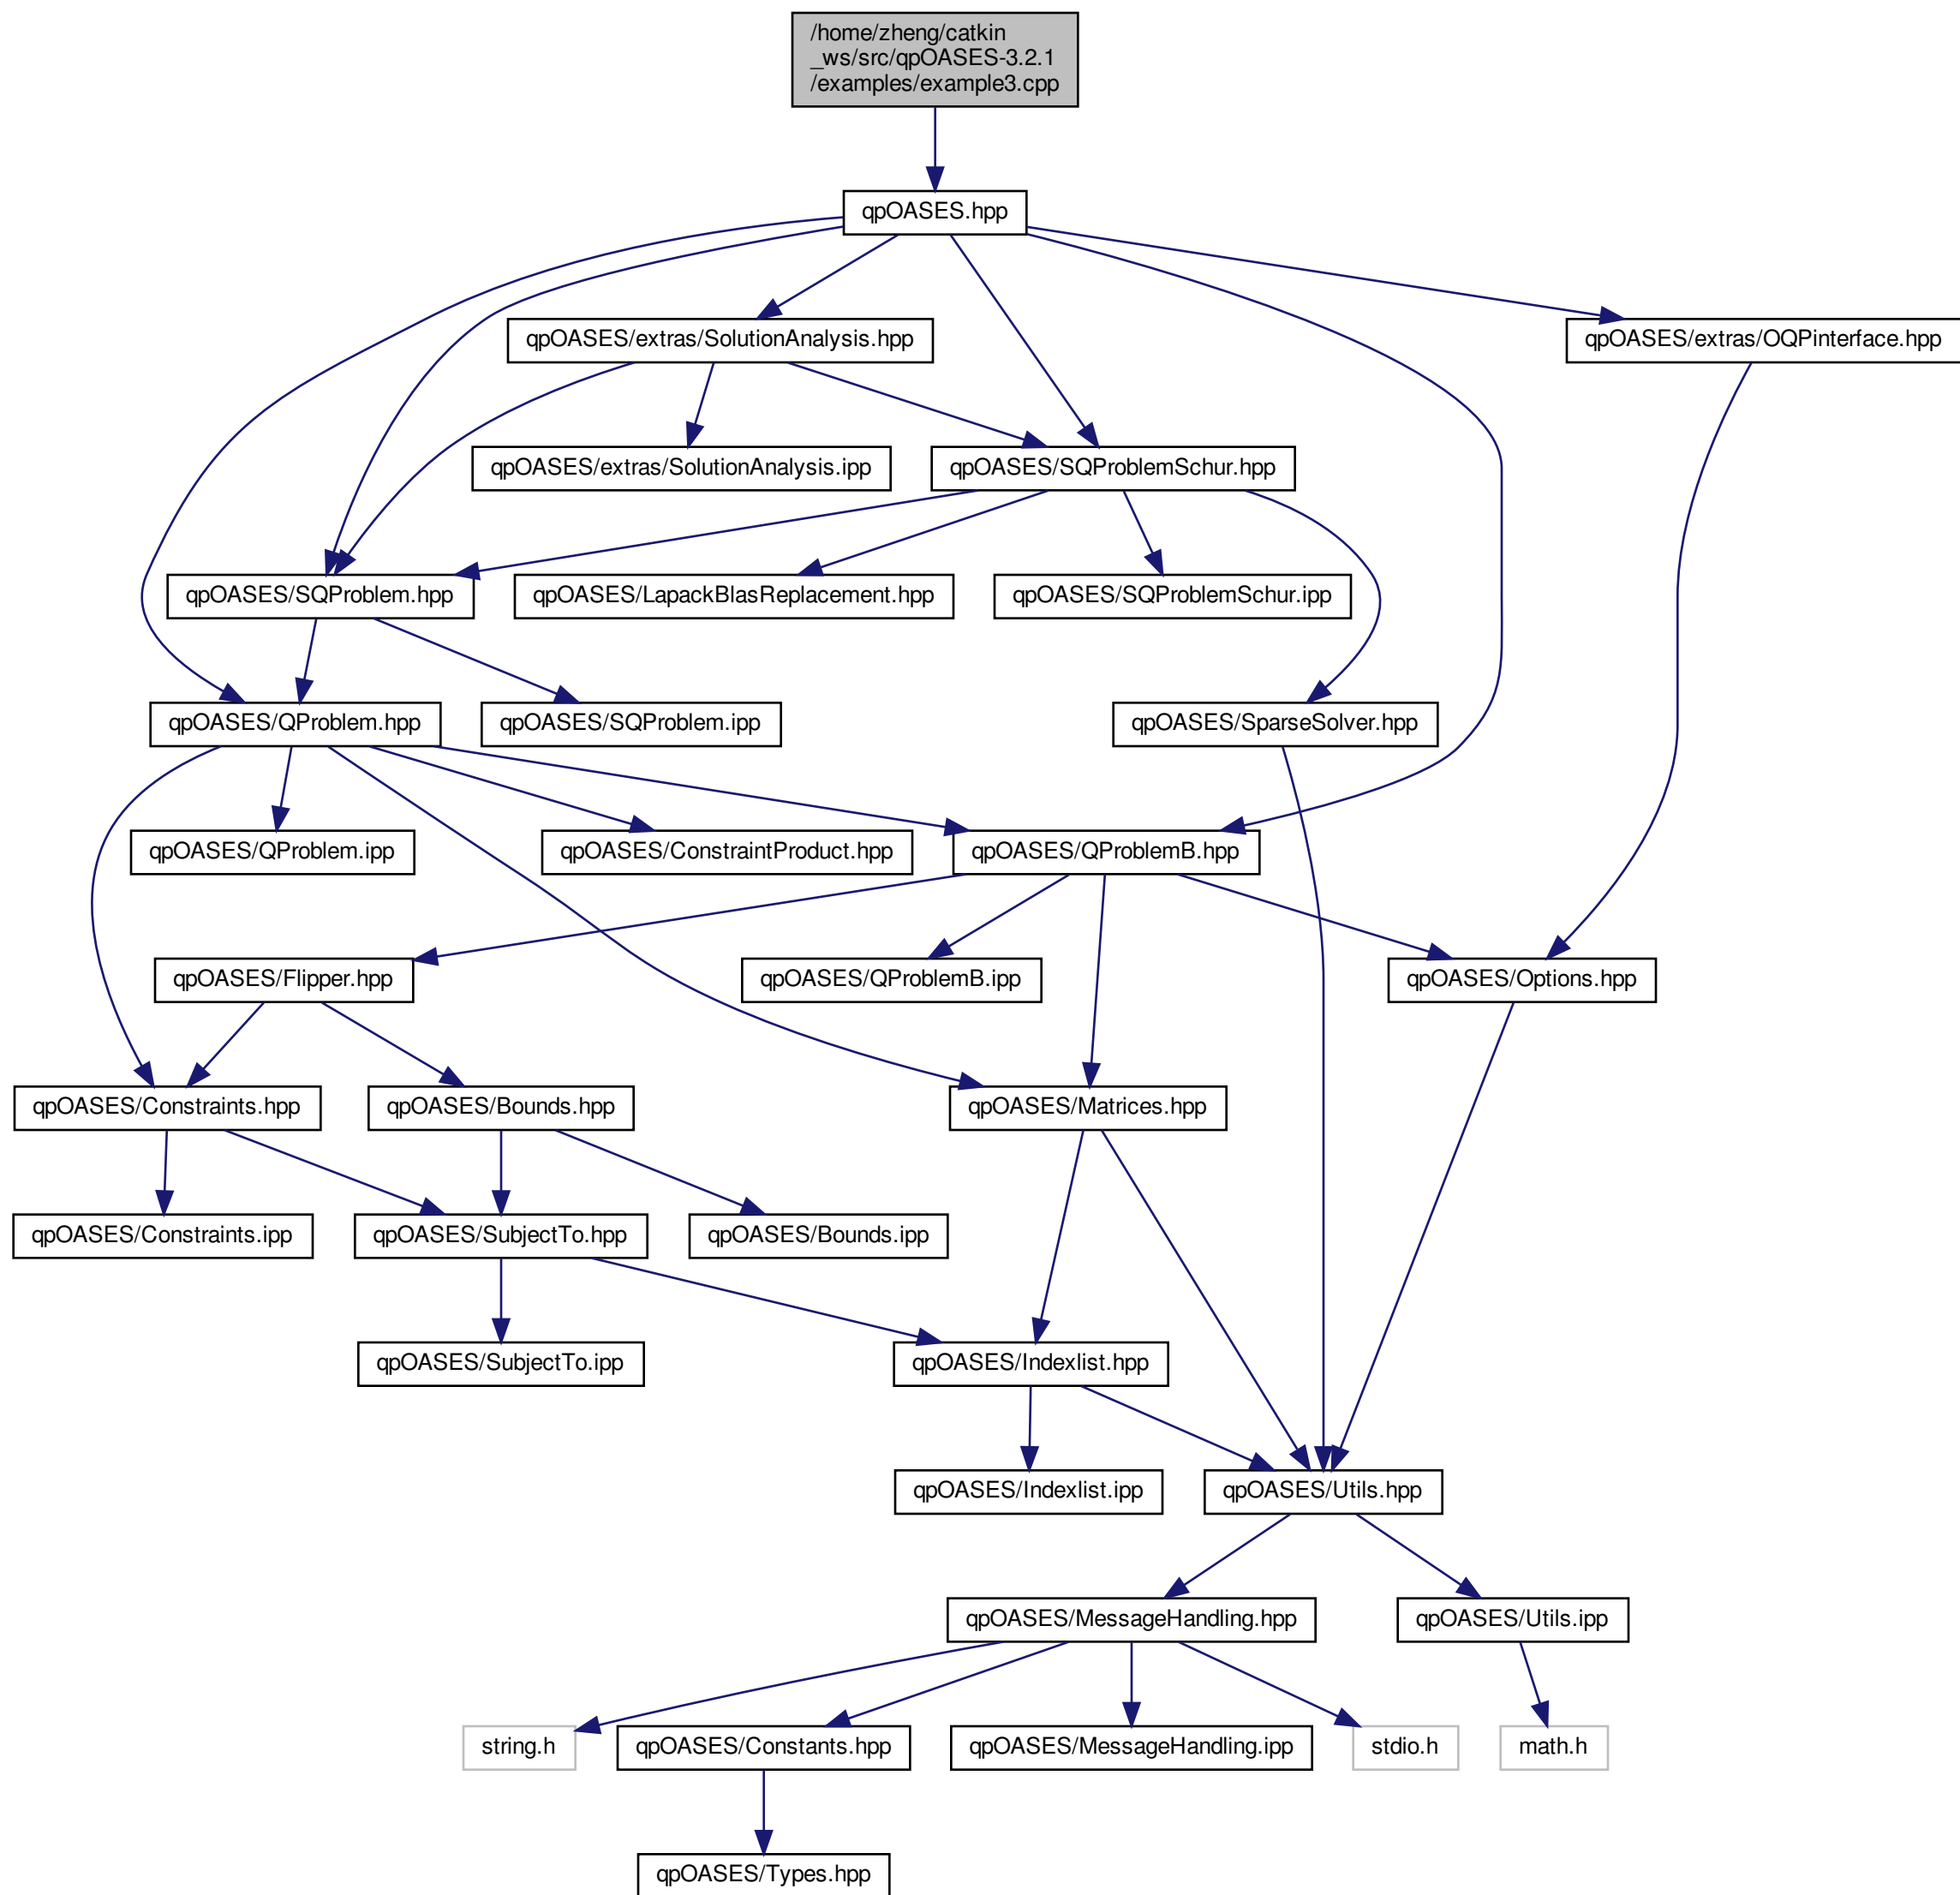 /home/zheng/catkin
_ws/src/qpOASES-3.2.1
/examples/example3.cpp
qpOASES.hpp
qpOASES/extras/SolutionAnalysis.hpp
qpOASES/extras/OQPinterface.hpp
qpOASES/extras/SolutionAnalysis.ipp
qpOASES/SQProblemSchur.hpp
qpOASES/SQProblem.hpp
qpOASES/LapackBlasReplacement.hpp
qpOASES/SQProblemSchur.ipp
qpOASES/QProblem.hpp
qpOASES/SQProblem.ipp
qpOASES/SparseSolver.hpp
qpOASES/QProblem.ipp
qpOASES/ConstraintProduct.hpp
qpOASES/QProblemB.hpp
qpOASES/Flipper.hpp
qpOASES/QProblemB.ipp
qpOASES/Options.hpp
qpOASES/Constraints.hpp
qpOASES/Bounds.hpp
qpOASES/Matrices.hpp
qpOASES/Constraints.ipp
qpOASES/SubjectTo.hpp
qpOASES/Bounds.ipp
qpOASES/SubjectTo.ipp
qpOASES/Indexlist.hpp
qpOASES/Indexlist.ipp
qpOASES/Utils.hpp
qpOASES/MessageHandling.hpp
qpOASES/Utils.ipp
string.h
qpOASES/Constants.hpp
qpOASES/MessageHandling.ipp
stdio.h
math.h
qpOASES/Types.hpp